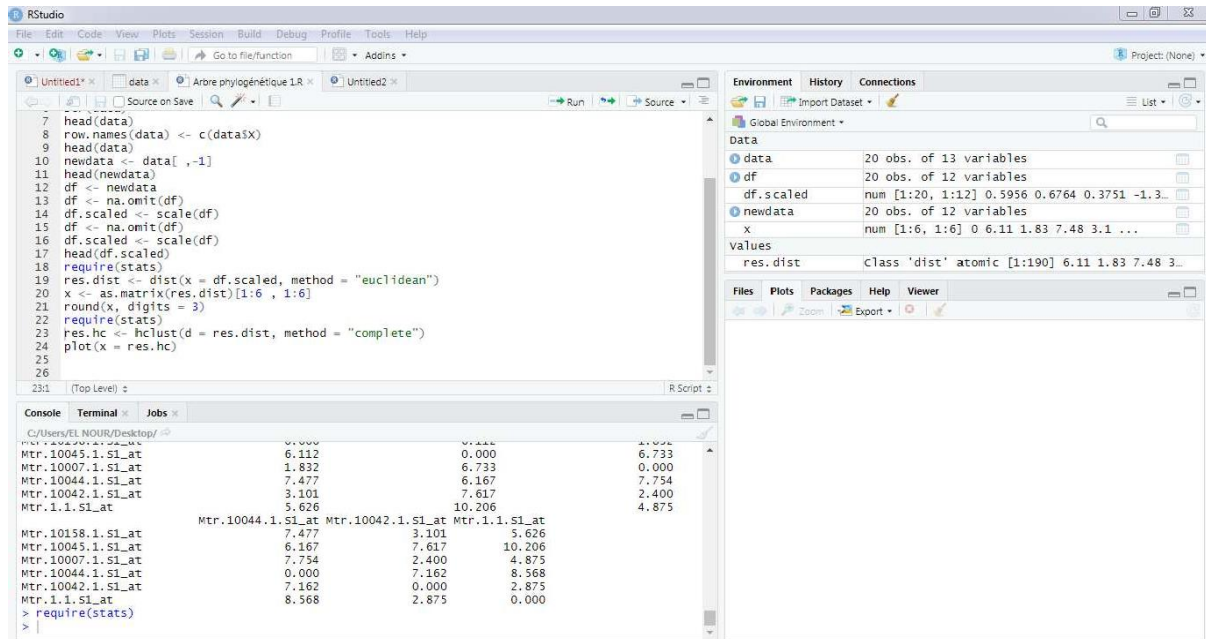 RStudio
File Edit Code View Plots Session Build Debug Profile Tools Help
Go to file/function Addins Project: (None)
Untitled1* data Arbre phylogénétique 1.R Untitled2
Source on Save Run Source
7 head(data)
8 row.names(data) <- c(data$X)
9 head(data)
10 newdata <- data[ ,-1]
11 head(newdata)
12 df <- newdata
13 df <- na.omit(df)
14 df.scaled <- scale(df)
15 df <- na.omit(df)
16 df.scaled <- scale(df)
17 head(df.scaled)
18 require(stats)
19 res.dist <- dist(x = df.scaled, method = "euclidean")
20 x <- as.matrix(res.dist)[1:6 , 1:6]
21 round(x, digits = 3)
22 require(stats)
23 res.hc <- hclust(d = res.dist, method = "complete")
24 plot(x = res.hc)
25
26
23:1 (Top Level) R Script
Console Terminal Jobs
C:/Users/EL NOUR/Desktop/
Mtr.10045.1.S1_at 6.112 0.000 6.733
Mtr.10007.1.S1_at 1.832 6.733 0.000
Mtr.10044.1.S1_at 7.477 6.167 7.754
Mtr.10042.1.S1_at 3.101 7.617 2.400
Mtr.1.1.S1_at 5.626 10.206 4.875
Mtr.10044.1.S1_at Mtr.10042.1.S1_at Mtr.1.1.S1_at
Mtr.10158.1.S1_at 7.477 3.101 5.626
Mtr.10045.1.S1_at 6.167 7.617 10.206
Mtr.10007.1.S1_at 7.754 2.400 4.875
Mtr.10044.1.S1_at 0.000 7.162 8.568
Mtr.10042.1.S1_at 7.162 0.000 2.875
Mtr.1.1.S1_at 8.568 2.875 0.000
> require(stats)
>
Environment History Connections
Import Dataset List
Global Environment
Data
data 20 obs. of 13 variables
df 20 obs. of 12 variables
df.scaled num [1:20, 1:12] 0.5956 0.6764 0.3751 -1.3…
newdata 20 obs. of 12 variables
x num [1:6, 1:6] 0 6.11 1.83 7.48 3.1 ...
values
res.dist Class 'dist' atomic [1:190] 6.11 1.83 7.48 3…
Files Plots Packages Help Viewer
Zoom Export